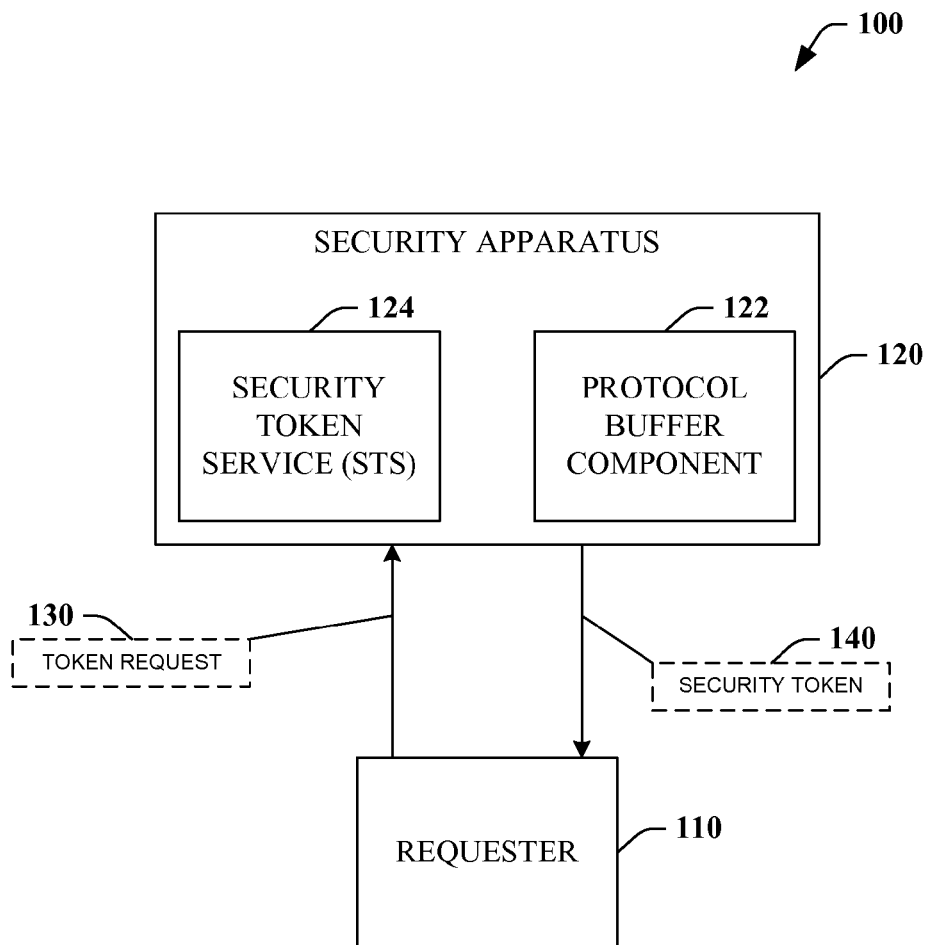 100
SECURITY APPARATUS
124
122
120
SECURITY
TOKEN
SERVICE (STS)
PROTOCOL
BUFFER
COMPONENT
130
TOKEN REQUEST
140
SECURITY TOKEN
REQUESTER
110